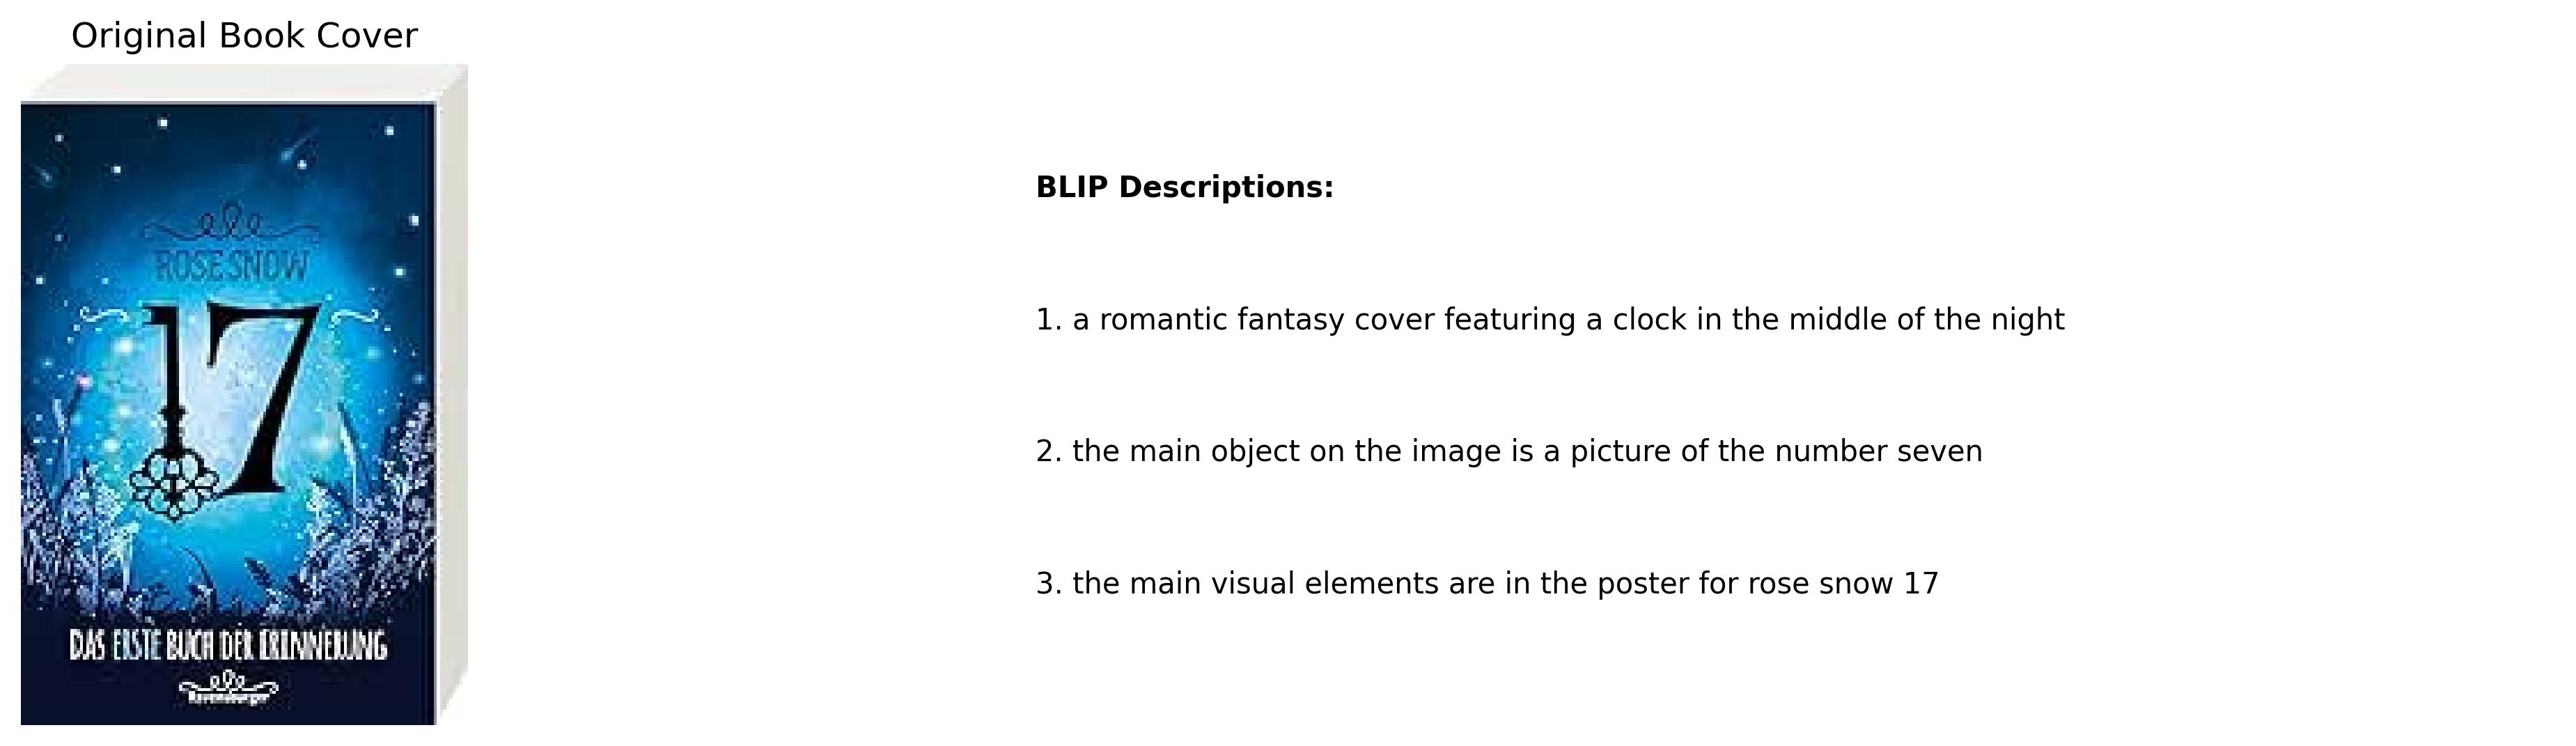 Original Book Cover
ROSE SNOW
17
DAS ERSTE BUCH DER ERINNERUNG
Ravensburger
BLIP Descriptions:
1. a romantic fantasy cover featuring a clock in the middle of the night
2. the main object on the image is a picture of the number seven
3. the main visual elements are in the poster for rose snow 17